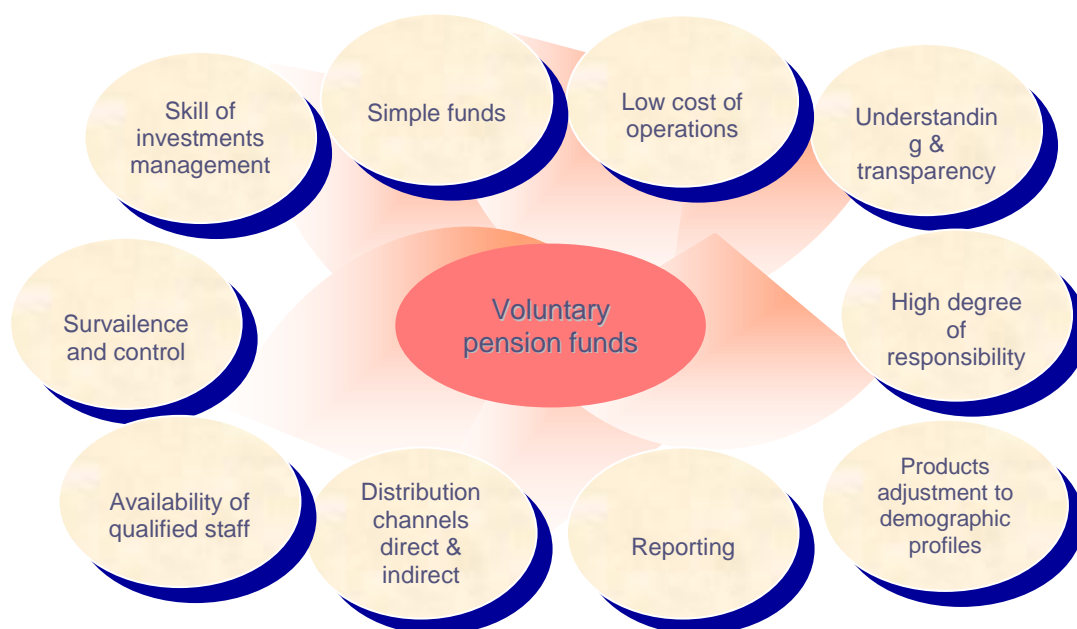 Skill of
investments
management
Simple funds
Low cost of
operations
Understandin
g &
transparency
Survailence
and control
Voluntary
pension funds
High degree
of
responsibility
Availability of
qualified staff
Distribution
channels
direct &
indirect
Reporting
Products
adjustment to
demographic
profiles